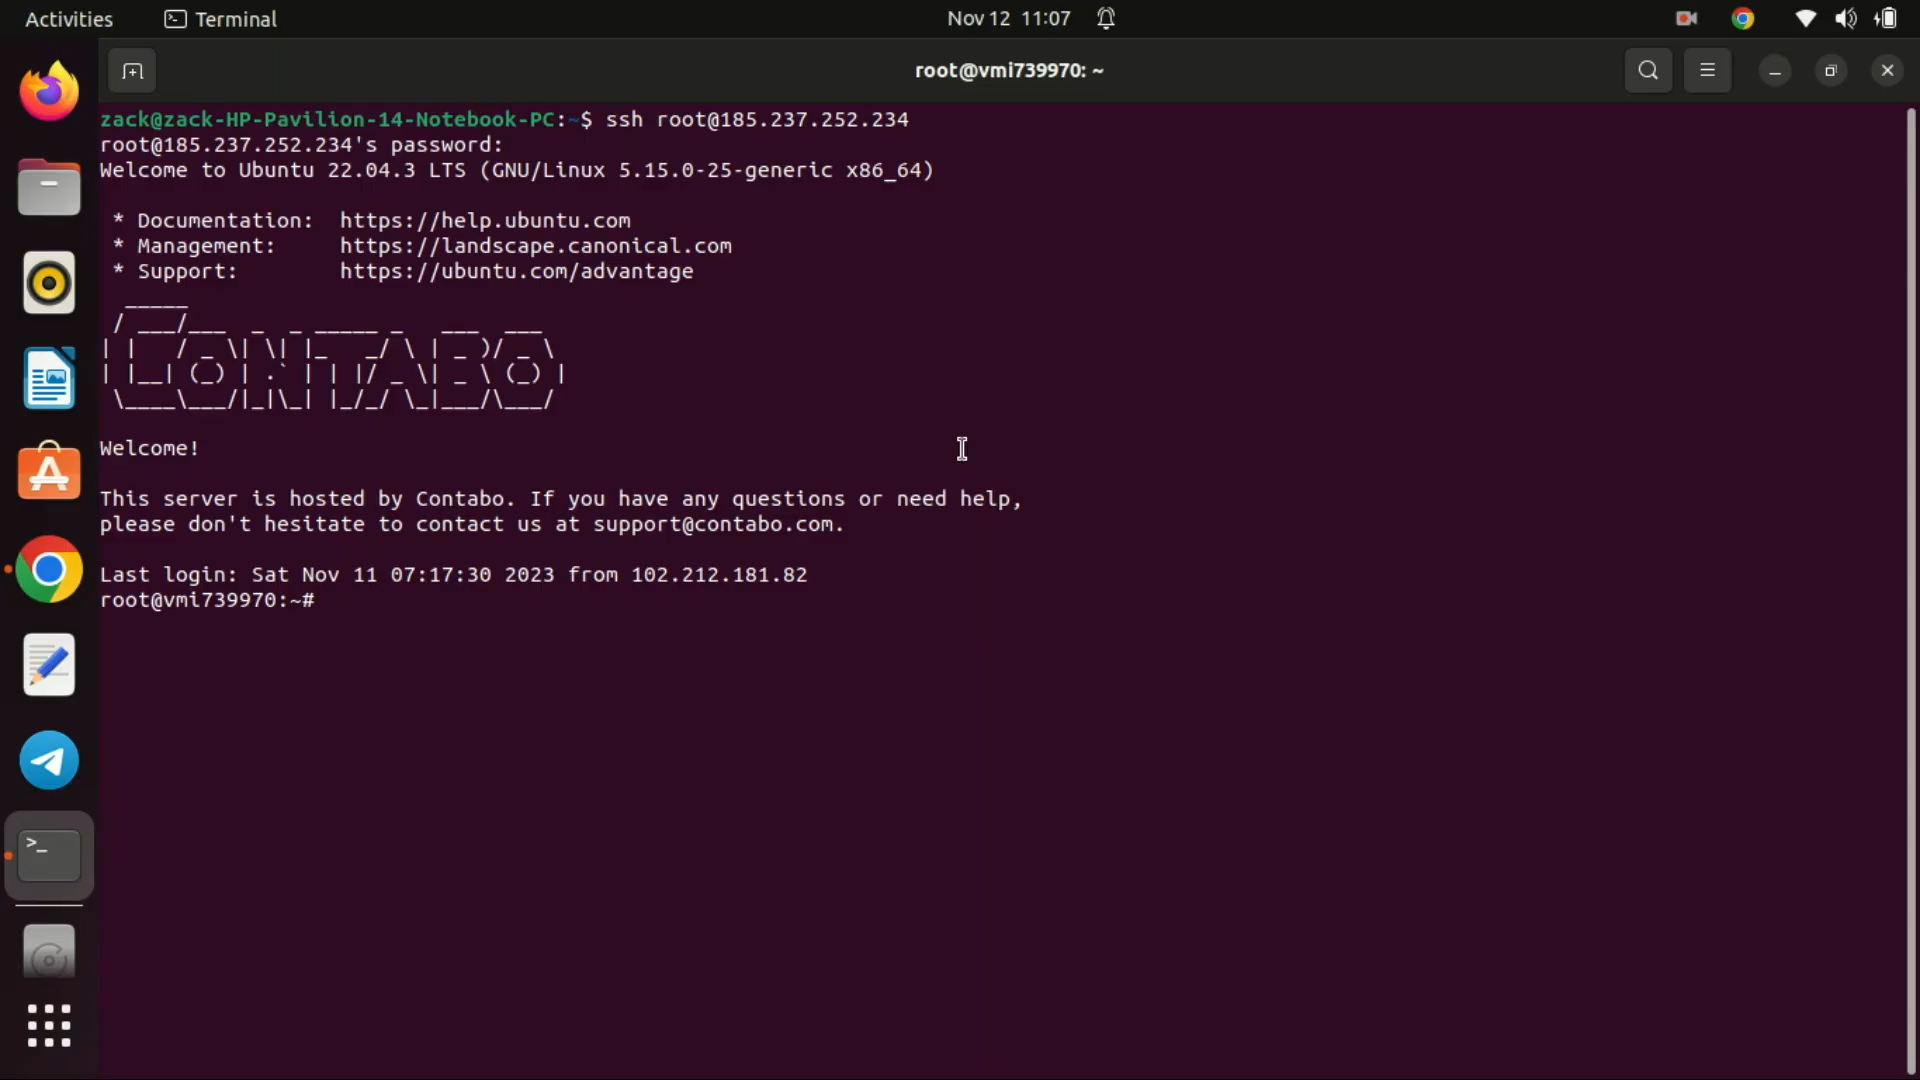 Activities Terminal Nov 12 11:07
root@vmi739970: ~
zack@zack-HP-Pavilion-14-Notebook-PC:~$ ssh root@185.237.252.234
root@185.237.252.234's password:
Welcome to Ubuntu 22.04.3 LTS (GNU/Linux 5.15.0-25-generic x86_64)
* Documentation: https://help.ubuntu.com
* Management: https://landscape.canonical.com
* Support: https://ubuntu.com/advantage
CONTABO
Welcome!
This server is hosted by Contabo. If you have any questions or need help,
please don't hesitate to contact us at support@contabo.com.
Last login: Sat Nov 11 07:17:30 2023 from 102.212.181.82
root@vmi739970:~#